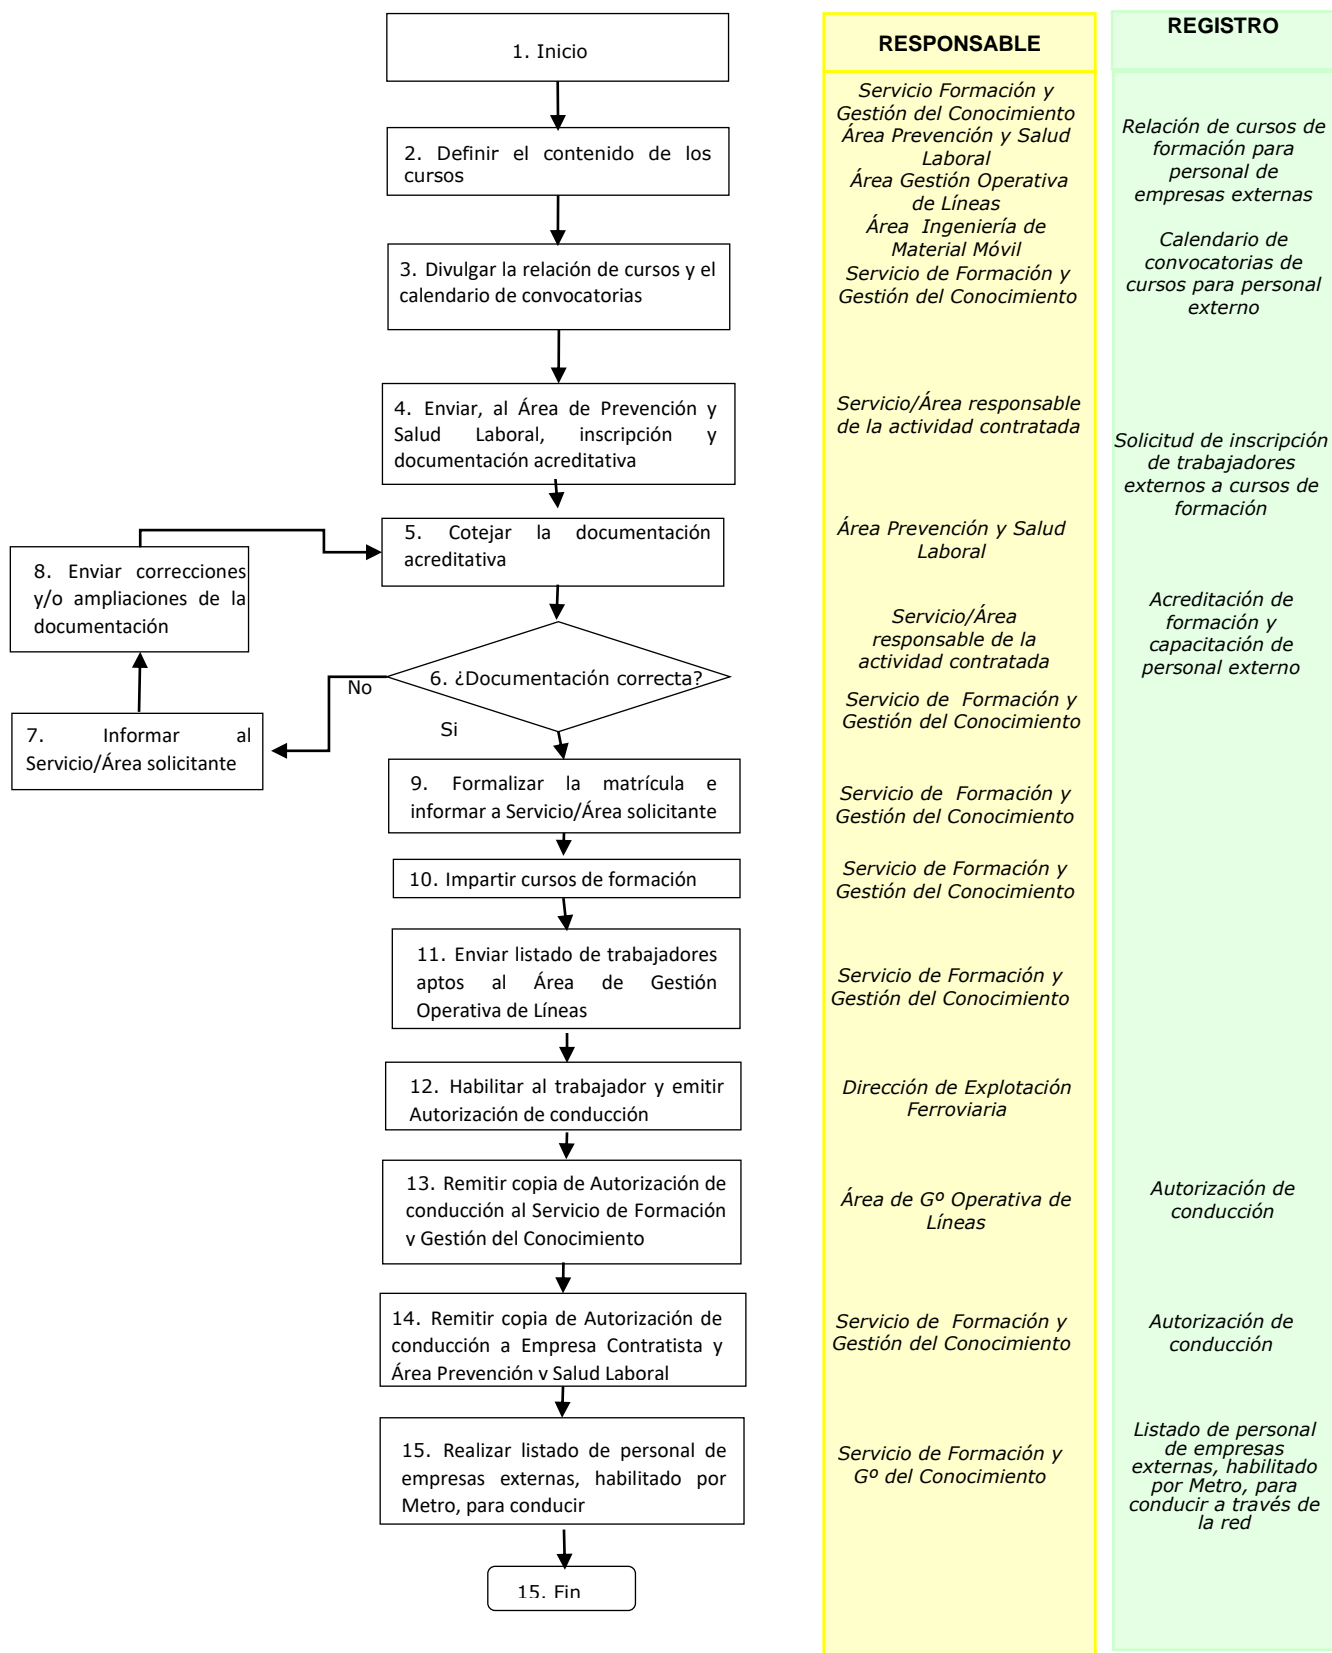 1. Inicio
2. Definir el contenido de los
cursos
3. Divulgar la relación de cursos y el
calendario de convocatorias
4. Enviar, al Área de Prevención y
Salud Laboral, inscripción y
documentación acreditativa
5. Cotejar la documentación
acreditativa
8. Enviar correcciones
y/o ampliaciones de la
documentación
6. ¿Documentación correcta?
No
Si
7. Informar al
Servicio/Área solicitante
9. Formalizar la matrícula e
informar a Servicio/Área solicitante
10. Impartir cursos de formación
11. Enviar listado de trabajadores
aptos al Área de Gestión
Operativa de Líneas
12. Habilitar al trabajador y emitir
Autorización de conducción
13. Remitir copia de Autorización de
conducción al Servicio de Formación
y Gestión del Conocimiento
14. Remitir copia de Autorización de
conducción a Empresa Contratista y
Área Prevención y Salud Laboral
15. Realizar listado de personal de
empresas externas, habilitado por
Metro, para conducir
15. Fin
RESPONSABLE
Servicio Formación y
Gestión del Conocimiento
Área Prevención y Salud
Laboral
Área Gestión Operativa
de Líneas
Área Ingeniería de
Material Móvil
Servicio de Formación y
Gestión del Conocimiento
Servicio/Área responsable
de la actividad contratada
Área Prevención y Salud
Laboral
Servicio/Área
responsable de la
actividad contratada
Servicio de Formación y
Gestión del Conocimiento
Servicio de Formación y
Gestión del Conocimiento
Servicio de Formación y
Gestión del Conocimiento
Servicio de Formación y
Gestión del Conocimiento
Dirección de Explotación
Ferroviaria
Área de Gº Operativa de
Líneas
Servicio de Formación y
Gestión del Conocimiento
Servicio de Formación y
Gº del Conocimiento
REGISTRO
Relación de cursos de
formación para
personal de
empresas externas
Calendario de
convocatorias de
cursos para personal
externo
Solicitud de inscripción
de trabajadores
externos a cursos de
formación
Acreditación de
formación y
capacitación de
personal externo
Autorización de
conducción
Autorización de
conducción
Listado de personal
de empresas
externas, habilitado
por Metro, para
conducir a través de
la red